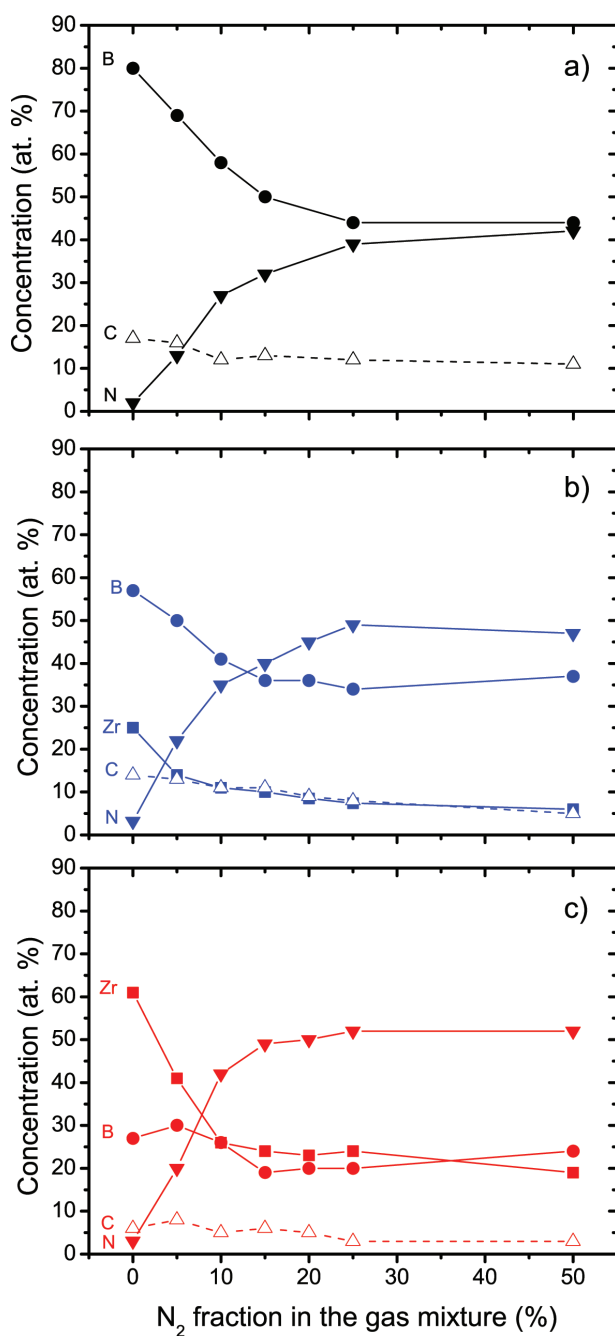 90
80
70
60
50
40
30
20
10
0
Concentration (at. %)
a)
B
C
N
90
80
70
60
50
40
30
20
10
0
Concentration (at. %)
b)
B
Zr
C
N
90
80
70
60
50
40
30
20
10
0
Concentration (at. %)
c)
Zr
B
C
N
0 10 20 30 40 50
N₂ fraction in the gas mixture (%)